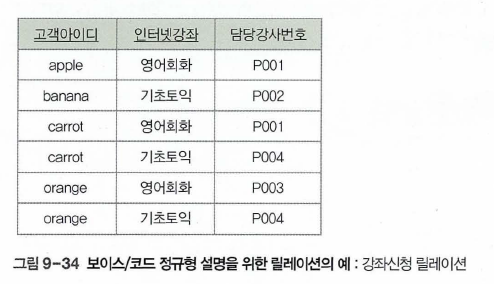 고객아이디 인터넷강좌 담당강사번호
apple 영어회화 P001
banana 기초토익 P002
carrot 영어회화 P001
carrot 기초토익 P004
orange 영어회화 P003
orange 기초토익 P004
그림 9-34 보이스/코드 정규형 설명을 위한 릴레이션의 예 : 강좌신청 릴레이션